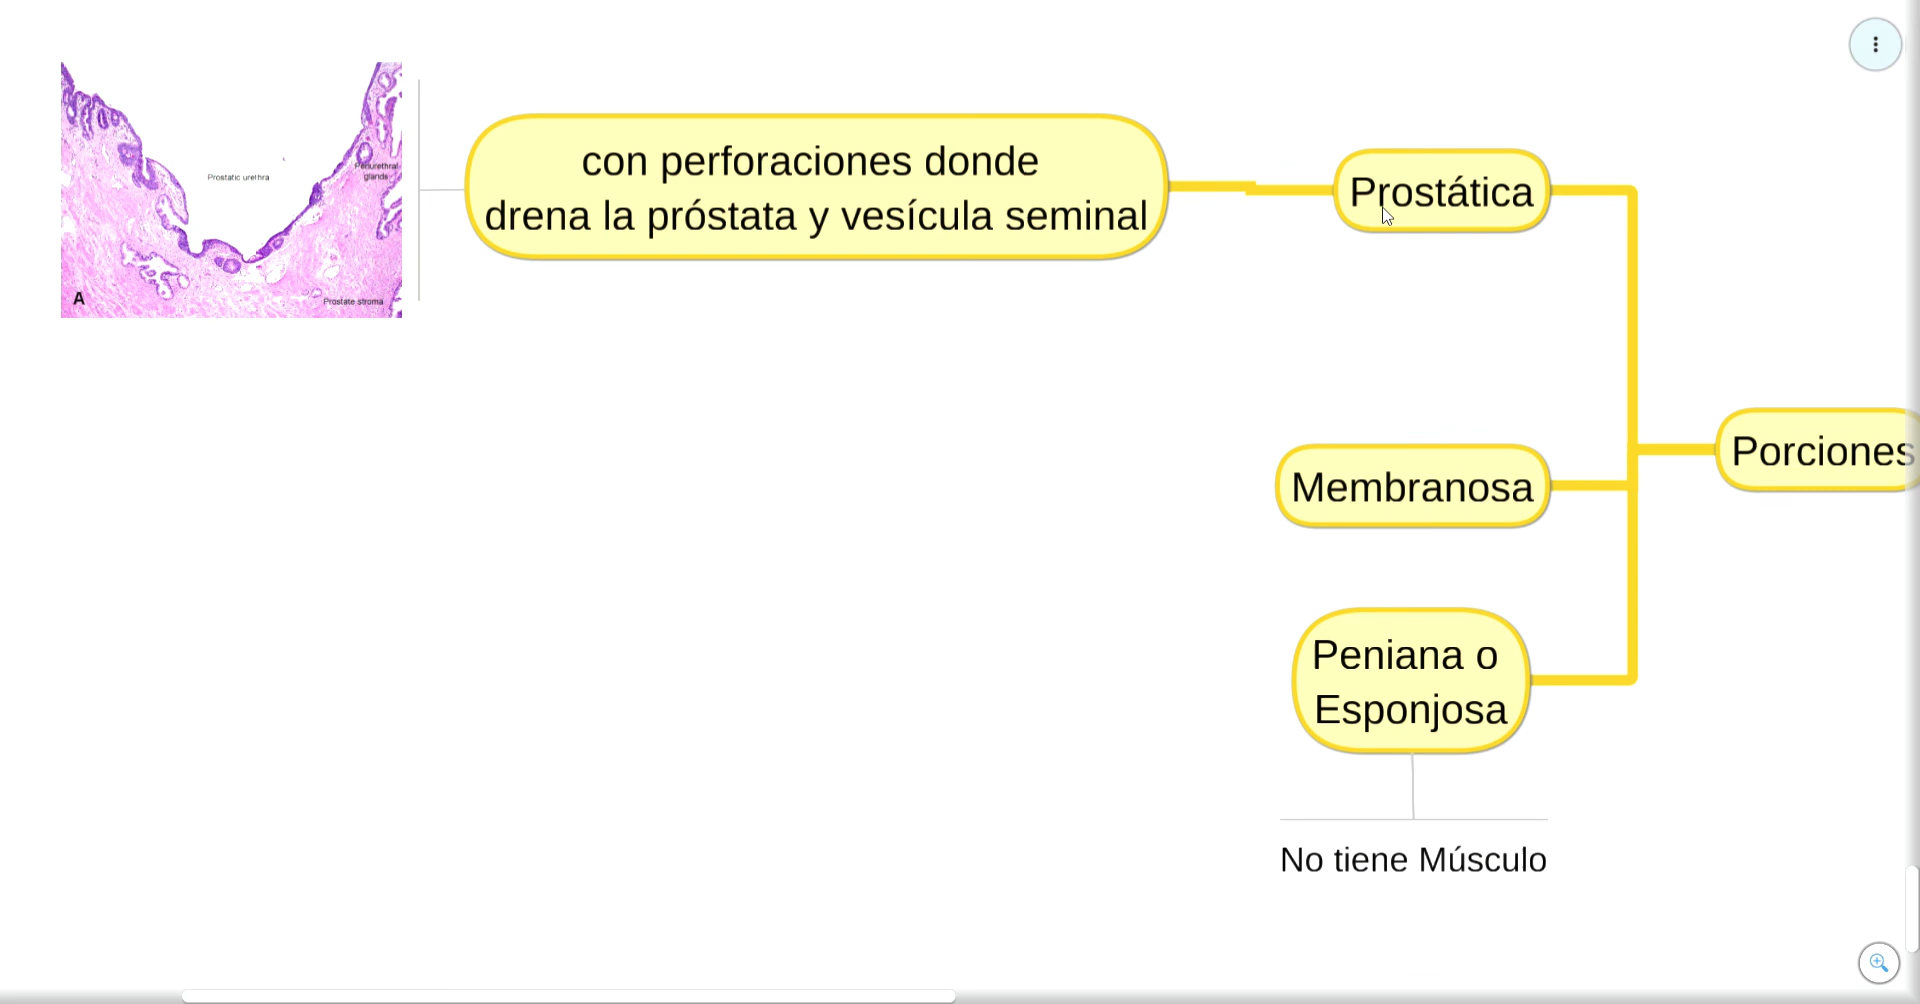 Prostatic urethra
Periurethral
glands
A
Prostate stroma
con perforaciones donde
drena la próstata y vesícula seminal
Prostática
Membranosa
Peniana o
Esponjosa
No tiene Músculo
Porciones